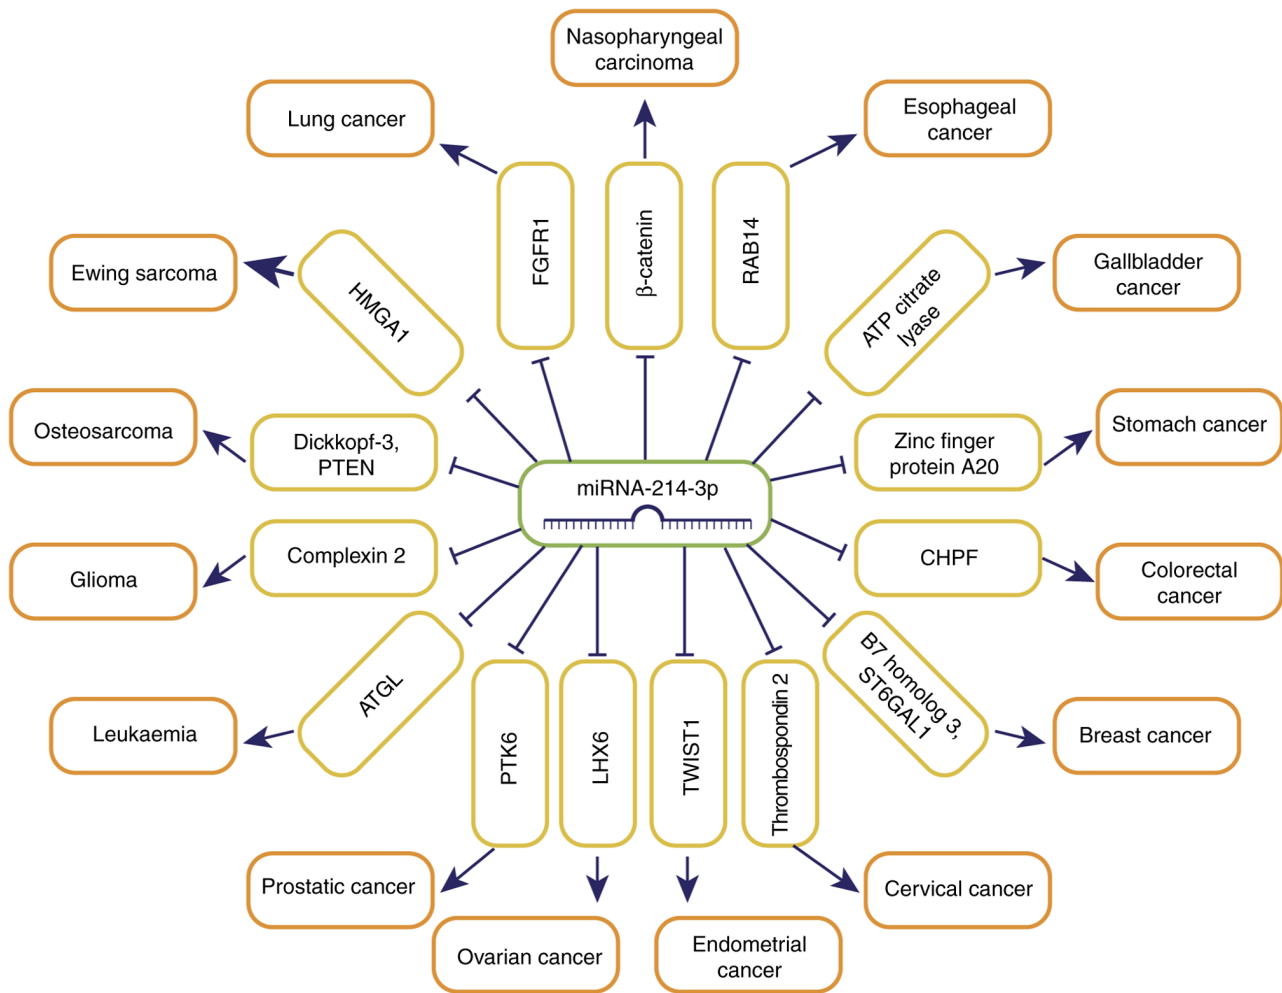 Nasopharyngeal
carcinoma
Lung cancer
Esophageal
cancer
FGFR1
β-catenin
RAB14
Ewing sarcoma
HMGA1
ATP citrate
lyase
Gallbladder
cancer
Osteosarcoma
Dickkopf-3,
PTEN
Zinc finger
protein A20
Stomach cancer
miRNA-214-3p
Glioma
Complexin 2
CHPF
Colorectal
cancer
Leukaemia
ATGL
PTK6
LHX6
TWIST1
Thrombospondin 2
B7 homolog 3,
ST6GAL1
Breast cancer
Prostatic cancer
Ovarian cancer
Endometrial
cancer
Cervical cancer